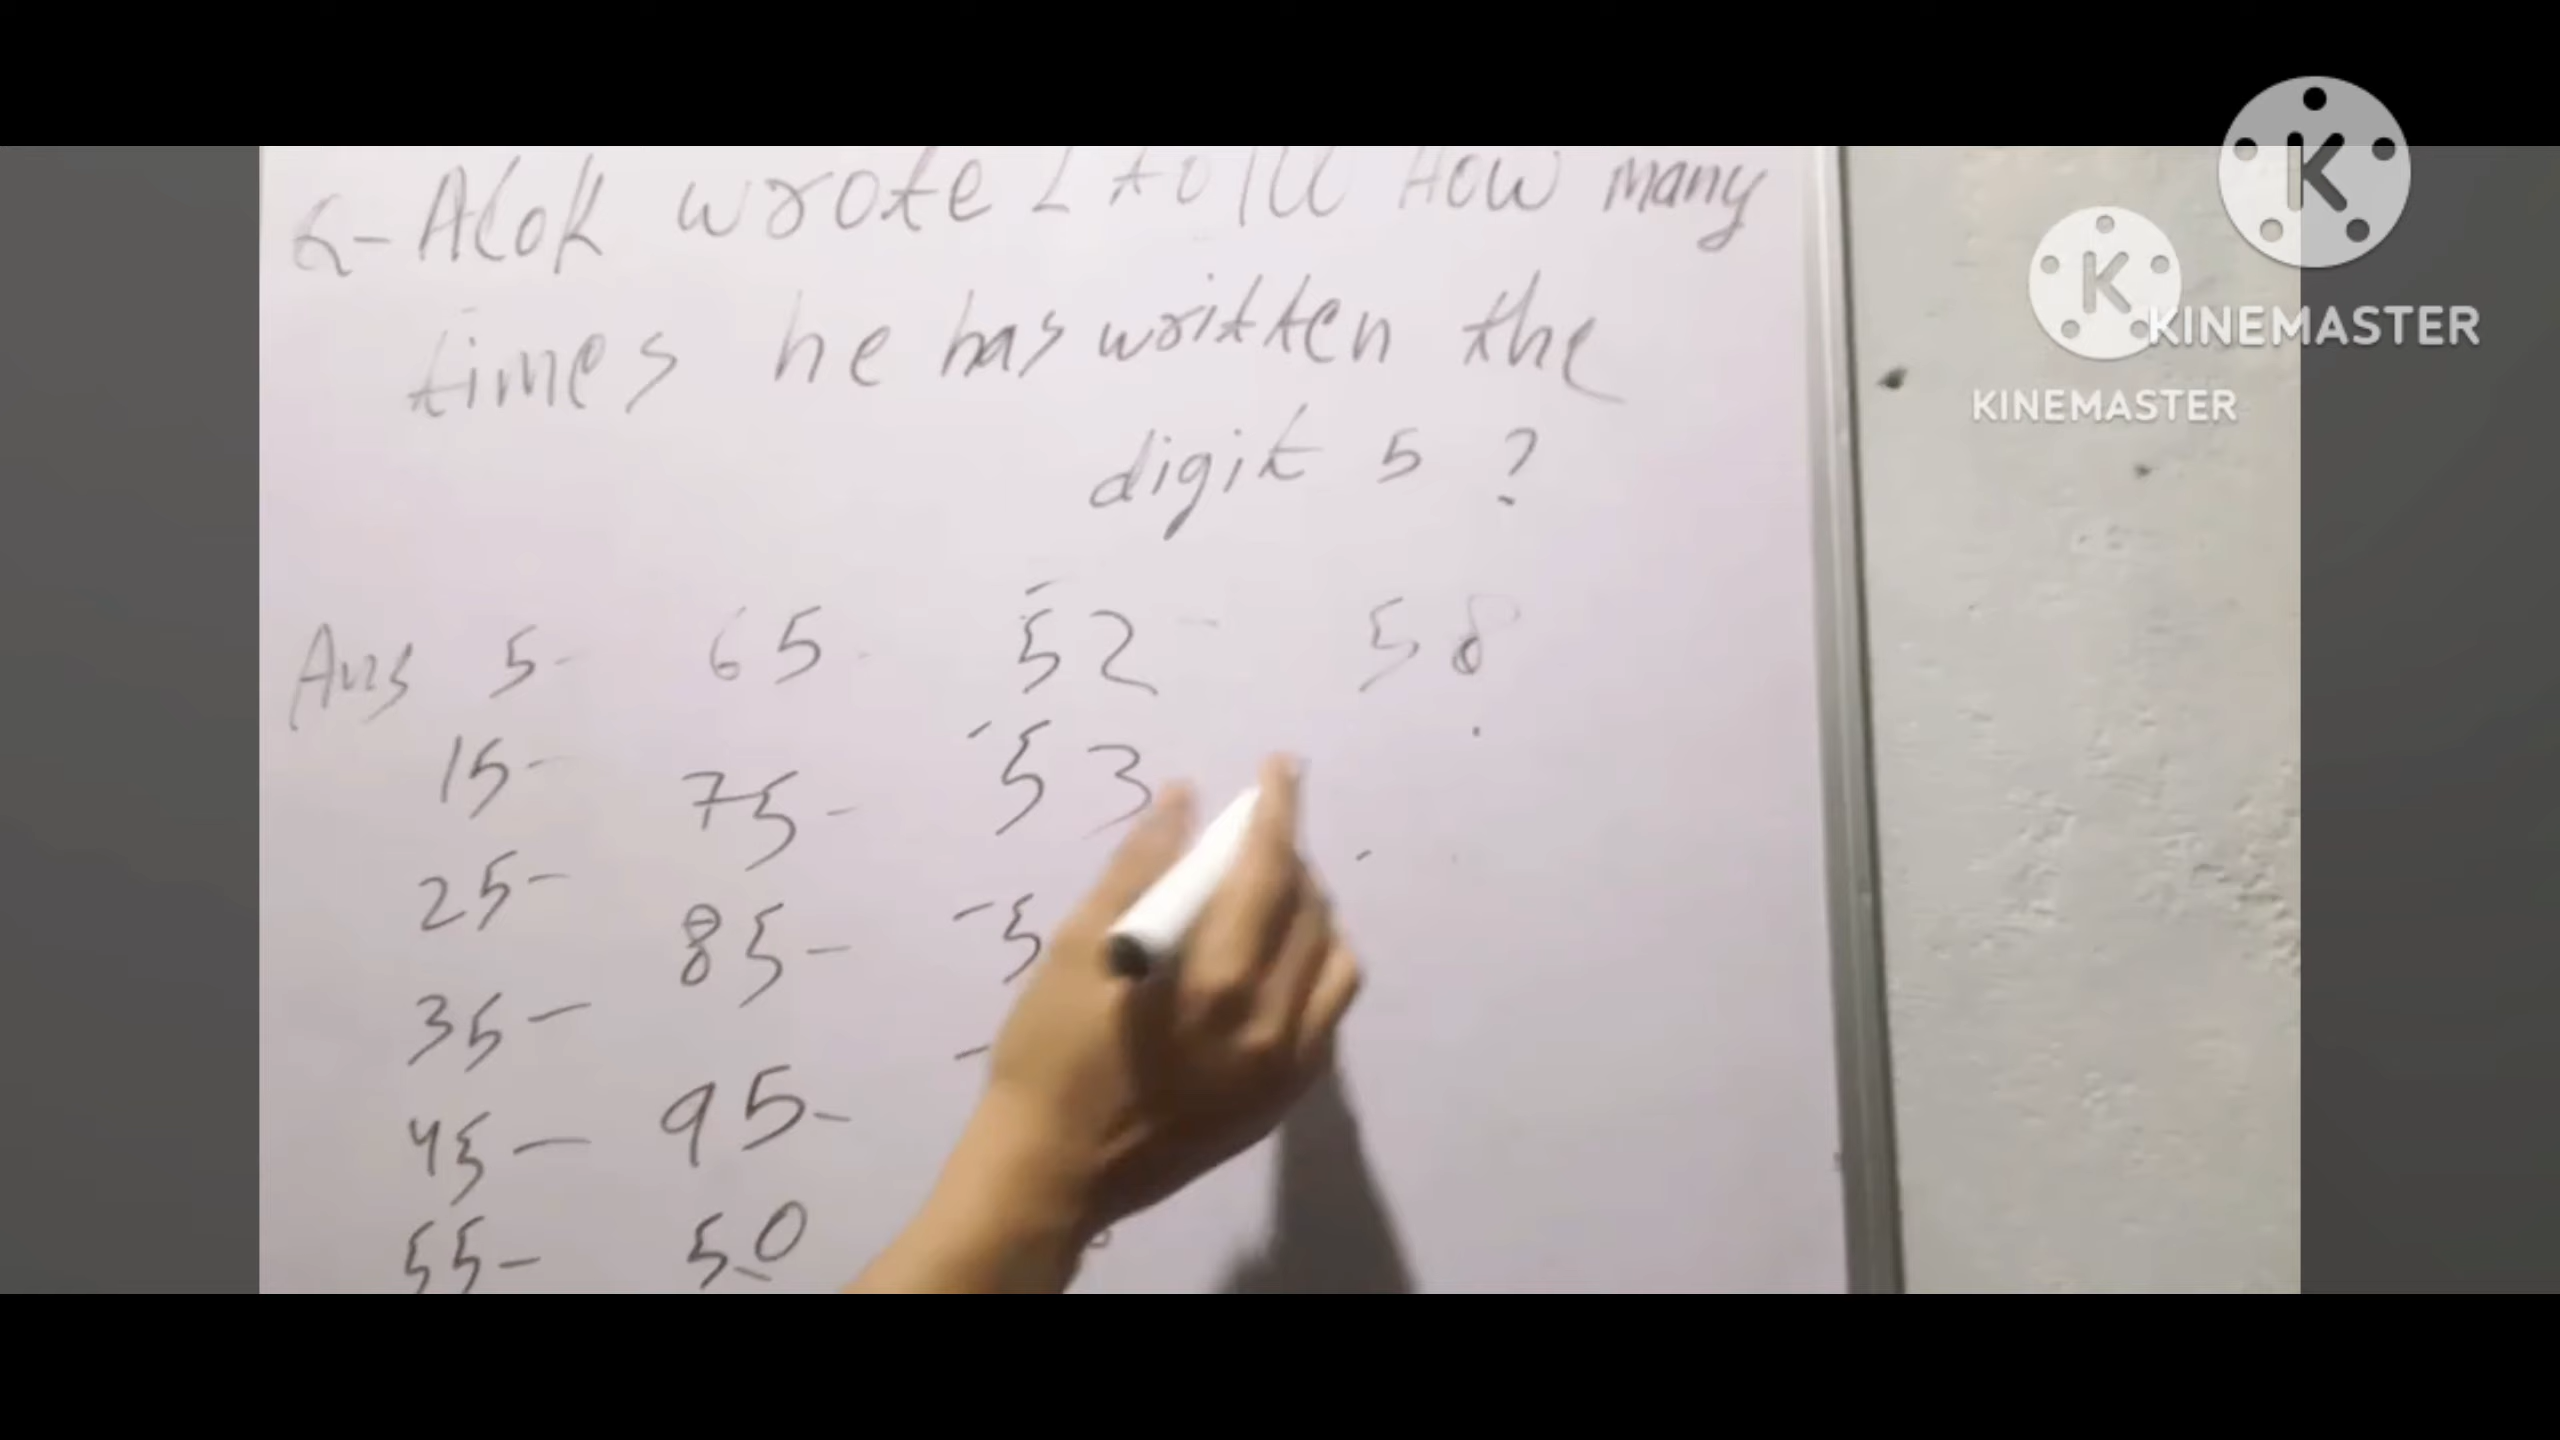 Alok wrote 1 to 100 How many
times he has written the
digit 5 ?
Ans 5- 65 52 58
15- 75- 53
25- 85- 5
35- 95-
45- 50
55-
KINEMASTER
KINEMASTER